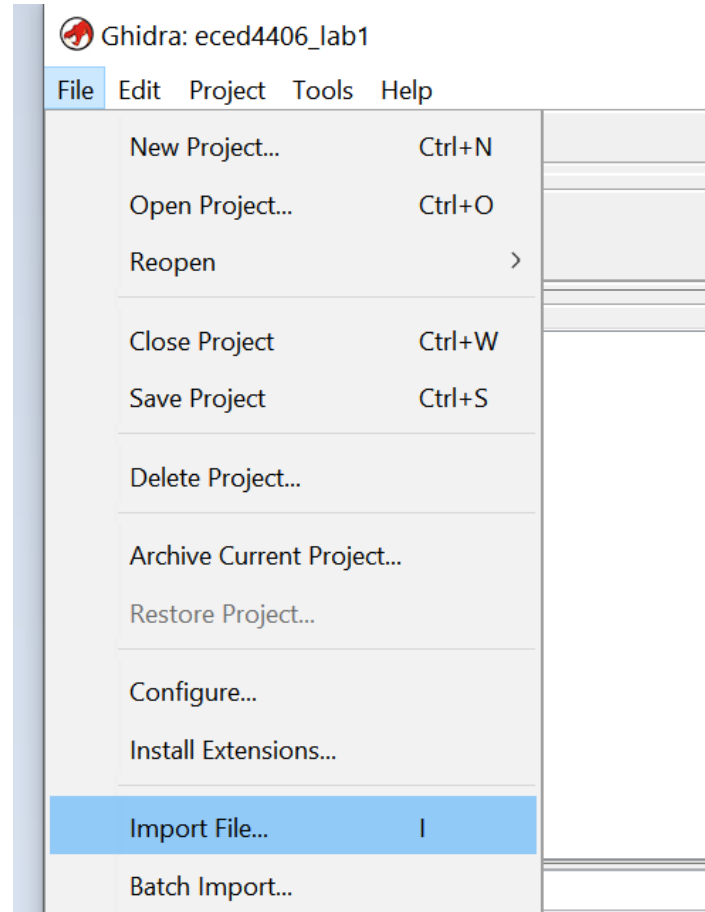 Ghidra: eced4406_lab1
File Edit Project Tools Help
New Project... Ctrl+N
Open Project... Ctrl+O
Reopen
Close Project Ctrl+W
Save Project Ctrl+S
Delete Project...
Archive Current Project...
Restore Project...
Configure...
Install Extensions...
Import File... I
Batch Import...